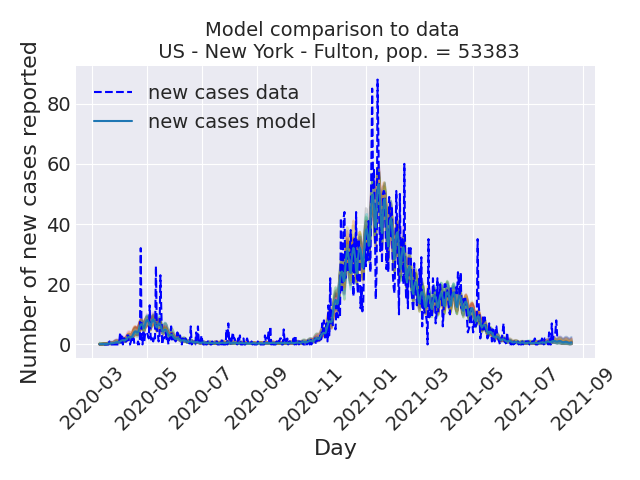 Model comparison to data
US - New York - Fulton, pop. = 53383
Number of new cases reported
new cases data
new cases model
80
60
40
20
0
2020-03
2020-05
2020-07
2020-09
2020-11
2021-01
2021-03
2021-05
2021-07
2021-09
Day